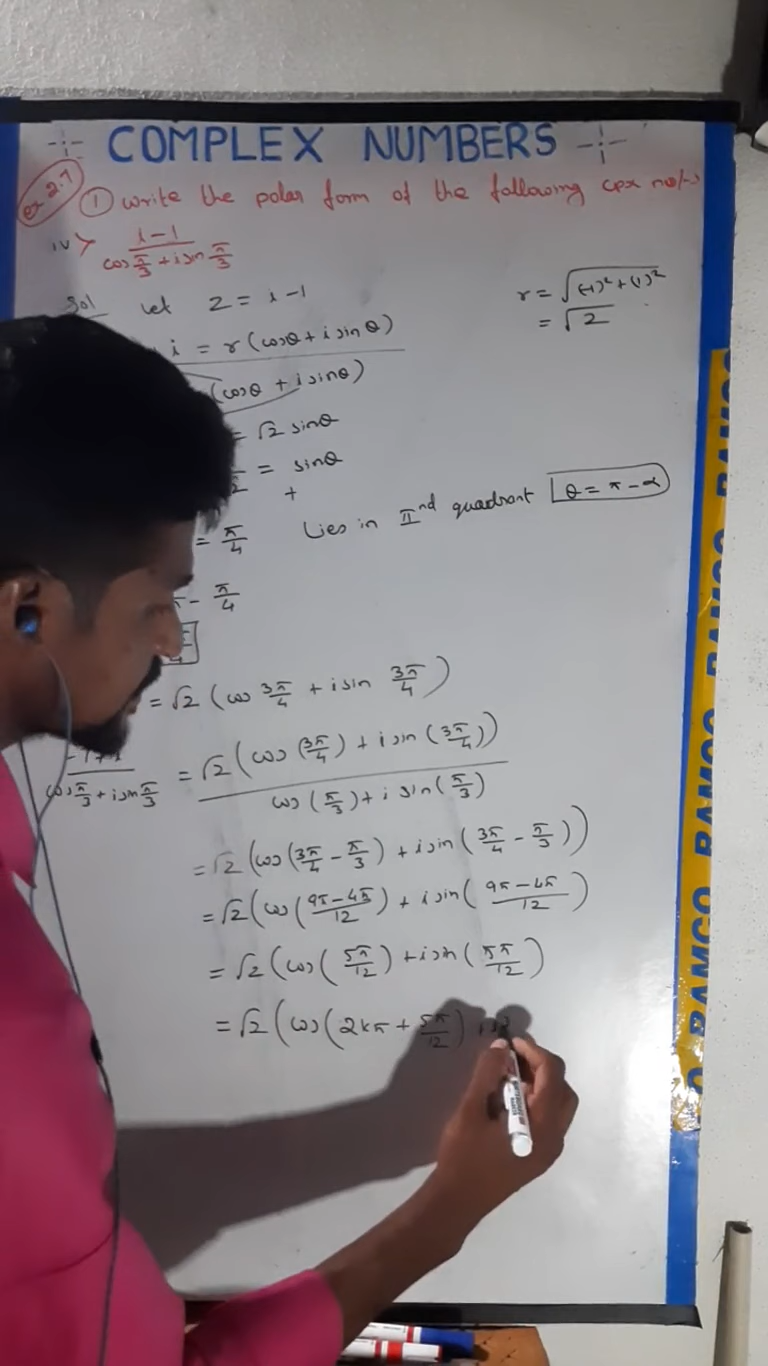 COMPLEX NUMBERS
ex 2.7 ① Write the polar form of the following cpx no/-s
iv> i-1 / cos π/3 + i sin π/3
Sol Let Z = i-1
r = √(-1)² + (1)²
= √2
i = r (cosθ + i sinθ)
(cosθ + i sinθ)
= √2 sinθ
= sinθ
+
= π/4 Lies in IInd quadrant θ = π - α
- π/4
= √2 (cos 3π/4 + i sin 3π/4)
cos π/3 + i sin π/3 = √2 (cos (3π/4) + i sin (3π/4)) / cos (π/3) + i sin (π/3)
= √2 (cos (3π/4 - π/3) + i sin (3π/4 - π/3))
= √2 (cos (9π-4π/12) + i sin (9π-4π/12)
= √2 (cos (5π/12) + i sin (5π/12)
= √2 (cos (2kπ + 5π/12)
RAMCO RAMCO RAMCO RAMCO